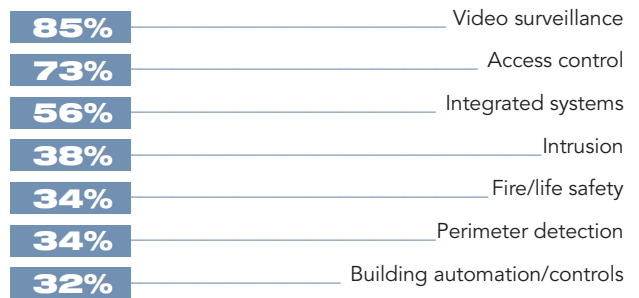 85% Video surveillance
73% Access control
56% Integrated systems
38% Intrusion
34% Fire/life safety
34% Perimeter detection
32% Building automation/controls